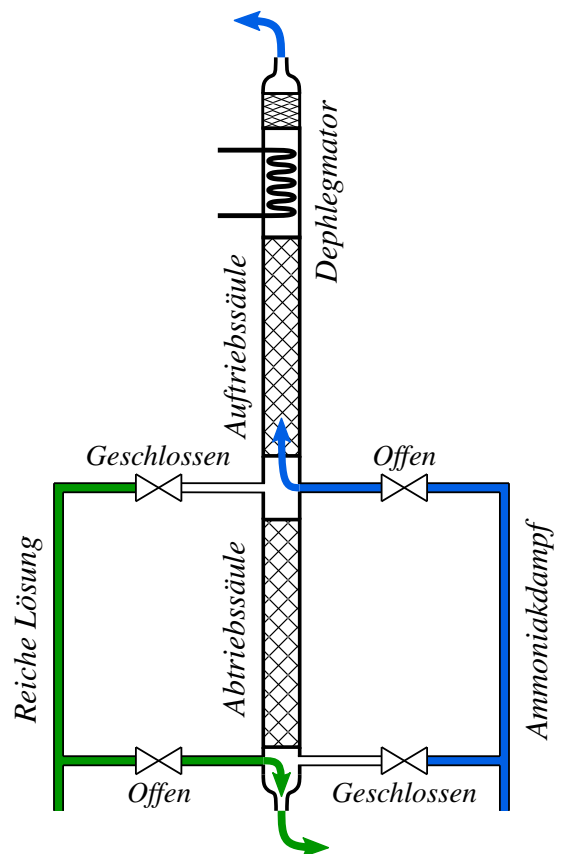 Dephlegmator
Auftriebssäule
Geschlossen
Offen
Reiche Lösung
Abtriebssäule
Ammoniakdampf
Offen
Geschlossen